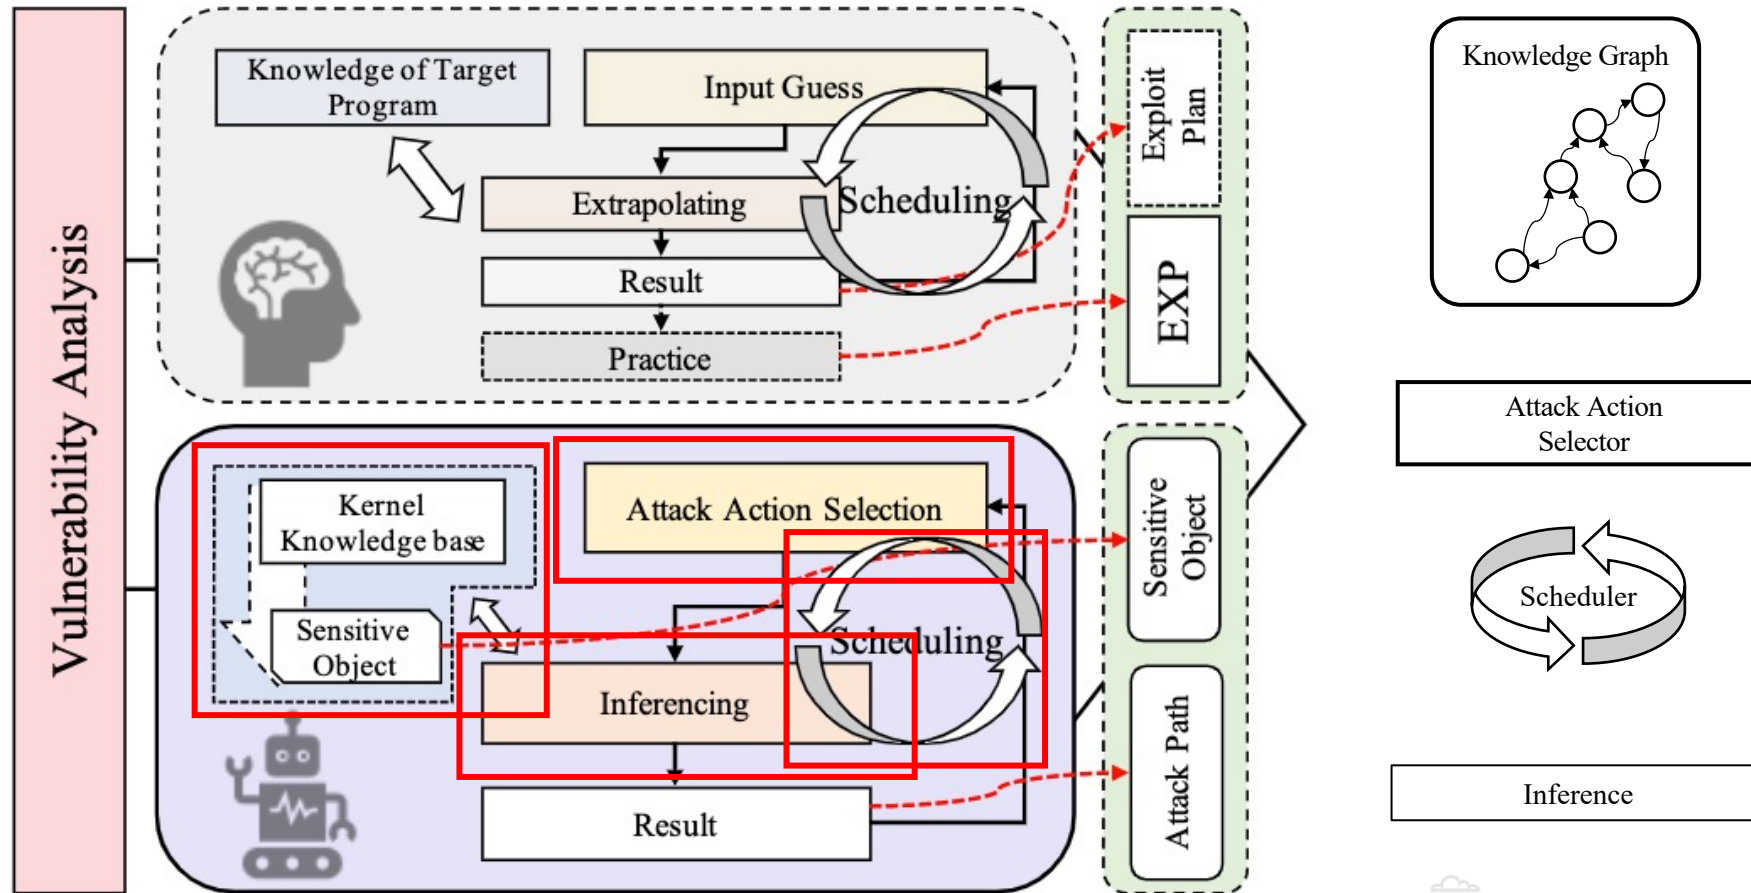 Vulnerability Analysis
Knowledge of Target
Program
Input Guess
Extrapolating
Scheduling
Result
Practice
Exploit
Plan
EXP
Kernel
Knowledge base
Sensitive
Object
Attack Action Selection
Scheduling
Inferencing
Result
Sensitive
Object
Attack Path
Knowledge Graph
Attack Action
Selector
Scheduler
Inference